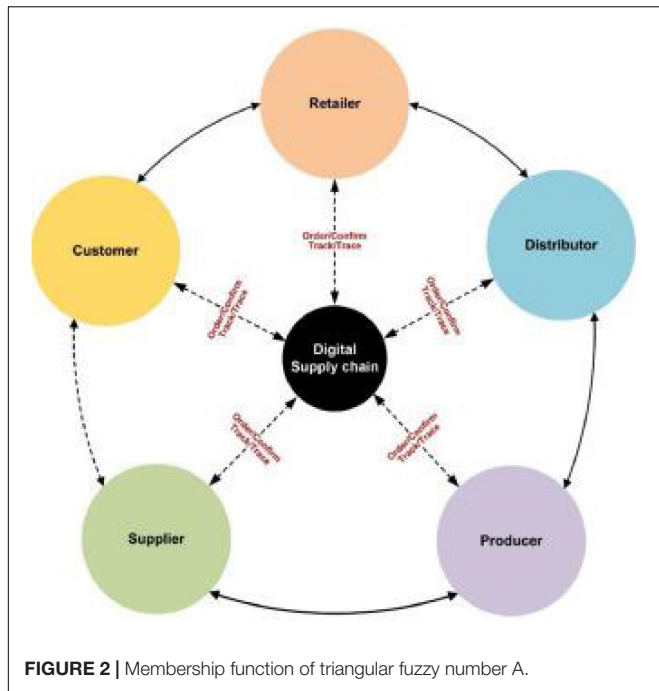 Retailer
Order/Confirm
Track/Trace
Customer
Distributor
Order/Confirm
Track/Trace
Order/Confirm
Track/Trace
Digital
Supply chain
Order/Confirm
Track/Trace
Order/Confirm
Track/Trace
Supplier
Producer
FIGURE 2 | Membership function of triangular fuzzy number A.